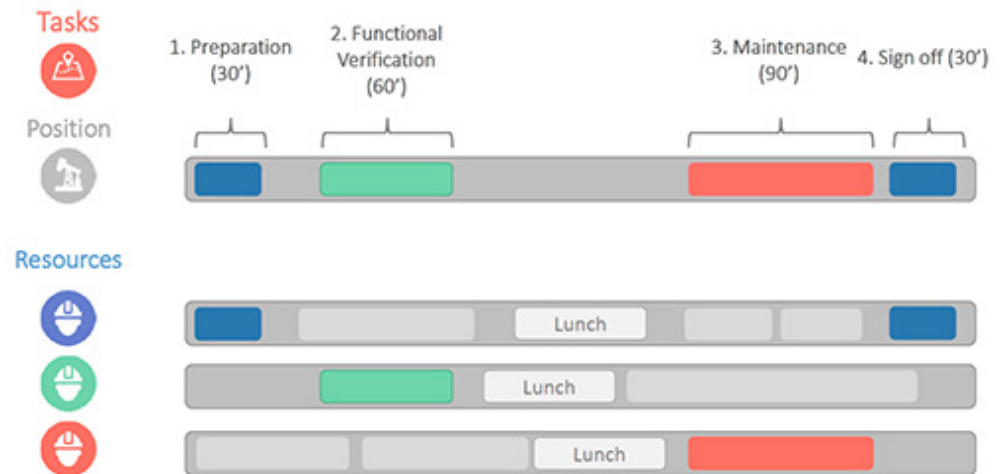 Tasks
1. Preparation
(30')
2. Functional
Verification
(60')
3. Maintenance
(90')
4. Sign off (30')
Position
Resources
Lunch
Lunch
Lunch